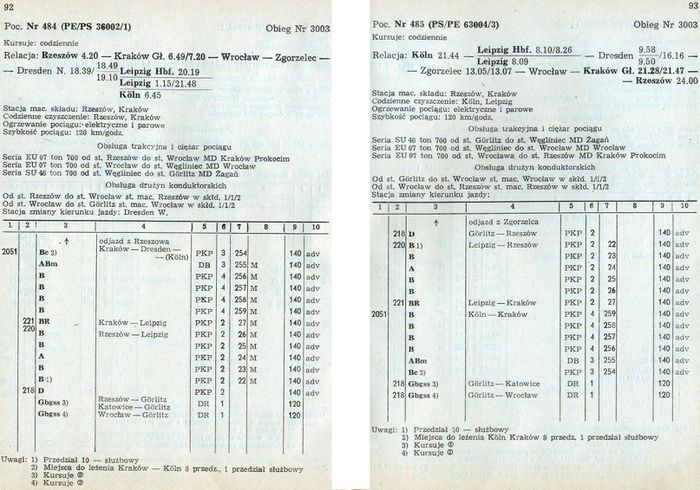 92
Poc. Nr 484 (PE/PS 36002/1) Obieg Nr 3003
Kursuje: codziennie
Relacja: Rzeszów 4.20 — Kraków Gł. 6.49/7.20 — Wrocław — Zgorzelec —
— Dresden N. 18.39/ 18.49 Leipzig Hbf. 20.19
19.10 Leipzig 1.15/21.48
Köln 6.45
Stacja mac. składu: Rzeszów, Kraków
Codzienne czyszczenie: Rzeszów, Kraków
Ogrzewanie pociągu: elektryczne i parowe
Szybkość pociągu: 120 km/godz.
Obsługa trakcyjna i ciężar pociągu
Seria EU 07 ton 700 od st. Rzeszów do st. Wrocław MD Kraków Prokocim
Seria EU 07 ton 700 od st. Wrocław do st. Węgliniec MD Wrocław
Seria SU 46 ton 700 od st. Węgliniec do st. Görlitz MD Żagań
Obsługa drużyn konduktorskich
Od st. Rzeszów do st. Wrocław st. mac. Rzeszów w skłd. 1/1/2
Od st. Wrocław do st. Görlitz st. mac. Wrocław w skłd. 1/1/2
Stacja zmiany kierunku jazdy: Dresden W.
1 2 3 4 5 6 7 8 9 10
↑ odjazd z Rzeszowa
2051 Bc 2) Kraków—Dresden— —(Köln) PKP 3 254 140 adv
ABm DB 3 255 M 140 adv
B PKP 4 256 M 140 adv
B PKP 4 257 M 140 adv
B PKP 4 258 M 140 adv
B PKP 4 259 M 140 adv
221 BR Kraków—Leipzig PKP 2 27 M 140 adv
220 B Rzeszów—Leipzig PKP 2 26 M 140 adv
B PKP 2 25 M 140 adv
A PKP 2 24 M 140 adv
B PKP 2 23 M 140 adv
B 1) PKP 2 22 M 140 adv
218 D PKP 2 140 adv
Gbgss 3) Rzeszów—Görlitz Katowice—Görlitz DR 1 120
Gbgss 4) Wrocław—Görlitz DR 1 120
Uwagi: 1) Przedział 10 — służbowy
2) Miejsca do leżenia Kraków — Köln 8 przedz., 1 przedział służbowy
3) Kursuje
4) Kursuje
93
Poc. Nr 485 (PS/PE 63004/3) Obieg Nr 3003
Kursuje: codziennie
Relacja: Köln 21.44 — Leipzig Hbf. 8.10/8.26 — Dresden 9.58 /16.16 —
Leipzig 8.09 9.50
— Zgorzelec 13.05/13.07 — Wrocław — Kraków Gł. 21.28/21.47 —
— Rzeszów 24.00
Stacja mac. składu: Rzeszów, Kraków
Codzienne czyszczenie: Köln, Leipzig
Ogrzewanie pociągu: elektryczne i parowe
Szybkość pociągu: 120 km/godz.
Obsługa trakcyjna i ciężar pociągu
Seria SU 46 ton 700 od st. Görlitz do st. Węgliniec MD Żagań
Seria EU 07 ton 700 od st. Węgliniec do st. Wrocław MD Wrocław
Seria EU 07 ton 700 od st. Wrocława do st. Rzeszów MD Kraków Prokocim
Obsługa drużyn konduktorskich
Od st. Görlitz do st. Wrocław st. mac. Wrocław w skłd. 1/1/2
Od st. Wrocław do st. Rzeszów st. mac. Rzeszów w skłd. 1/1/2
Stacja zmiany kierunku jazdy:
1 2 3 4 5 6 7 8 9 10
↑ odjazd z Zgorzelca
218 D Görlitz—Rzeszów PKP 2 140 adv
220 B 1) Leipzig—Rzeszów PKP 2 22 140 adv
B PKP 2 23 140 adv
A PKP 2 24 140 adv
B PKP 2 25 140 adv
B PKP 2 26 140 adv
221 BR Leipzig—Kraków PKP 2 27 140 adv
2051 B Köln—Kraków PKP 4 259 140 adv
B PKP 4 258 140 adv
B PKP 4 257 140 adv
B PKP 4 256 140 adv
ABm DB 3 255 140 adv
Bc 2) PKP 3 254 140 adv
218 Gbgss 3) Görlitz—Katowice DR 1 120
218 Gbgss 4) Görlitz—Wrocław DR 1 120
Uwagi: 1) Przedział 10 — służbowy
2) Miejsca do leżenia Köln Kraków 8 przedz, 1 przedział służbowy
3) Kursuje
4) Kursuje